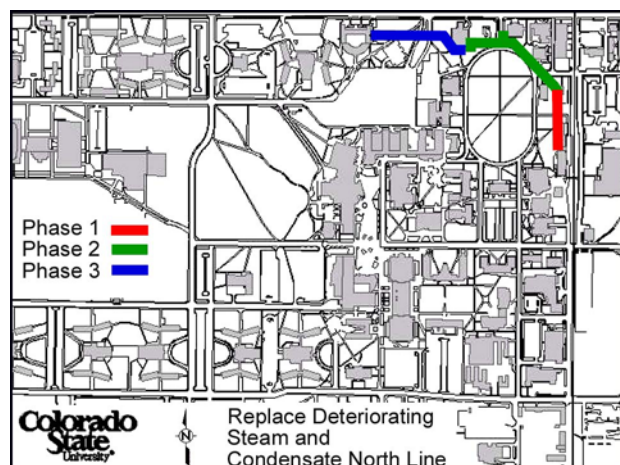 Phase 1
Phase 2
Phase 3
Colorado
State
University
N
Replace Deteriorating
Steam and
Condensate North Line